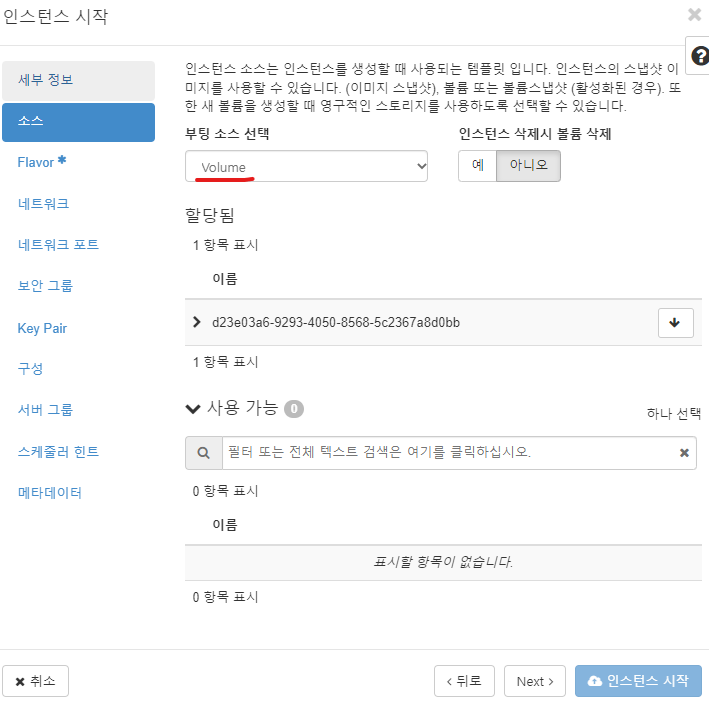 인스턴스 시작
세부 정보
소스
Flavor *
네트워크
네트워크 포트
보안 그룹
Key Pair
구성
서버 그룹
스케줄러 힌트
메타데이터
인스턴스 소스는 인스턴스를 생성할 때 사용되는 템플릿 입니다. 인스턴스의 스냅샷 이
미지를 사용할 수 있습니다. (이미지 스냅샷), 볼륨 또는 볼륨스냅샷 (활성화된 경우). 또
한 새 볼륨을 생성할 때 영구적인 스토리지를 사용하도록 선택할 수 있습니다.
부팅 소스 선택
Volume
인스턴스 삭제시 볼륨 삭제
예 아니오
할당됨
1 항목 표시
이름
d23e03a6-9293-4050-8568-5c2367a8d0bb
1 항목 표시
사용 가능 0
하나 선택
필터 또는 전체 텍스트 검색은 여기를 클릭하십시오.
0 항목 표시
이름
표시할 항목이 없습니다.
0 항목 표시
× 취소
< 뒤로
Next >
인스턴스 시작